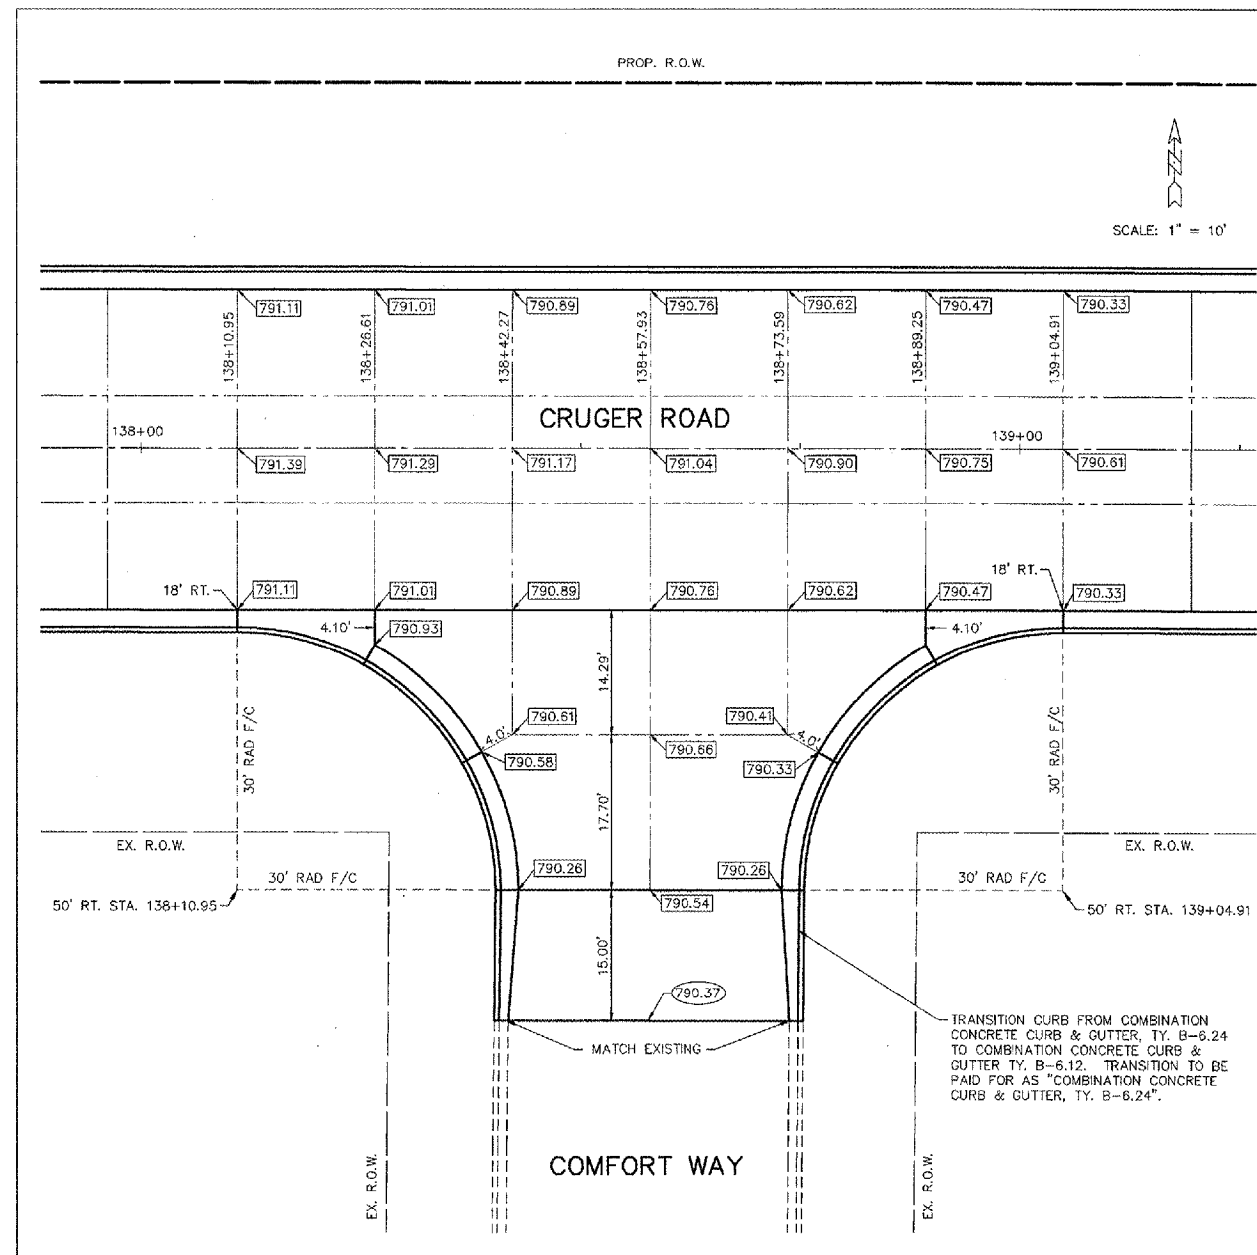 PROP. R.O.W.
N
SCALE: 1" = 10'
791.11
791.01
790.89
790.76
790.62
790.47
790.33
138+10.95
138+26.61
138+42.27
138+57.93
138+73.59
138+89.25
139+04.91
CRUGER ROAD
138+00
139+00
791.39
791.29
791.17
791.04
790.90
790.75
790.61
18' RT.
791.11
791.01
790.89
790.76
790.62
790.47
18' RT.
790.33
4.10'
790.93
4.10'
14.29'
790.61
790.41
4.0'
4.0'
790.66
790.58
790.33
30' RAD F/C
30' RAD F/C
17.70'
EX. R.O.W.
EX. R.O.W.
30' RAD F/C
790.26
790.26
30' RAD F/C
50' RT. STA. 138+10.95
790.54
50' RT. STA. 139+04.91
15.00'
790.37
MATCH EXISTING
TRANSITION CURB FROM COMBINATION
CONCRETE CURB & GUTTER, TY. B-6.24
TO COMBINATION CONCRETE CURB &
GUTTER TY. B-6.12. TRANSITION TO BE
PAID FOR AS "COMBINATION CONCRETE
CURB & GUTTER, TY. B-6.24".
COMFORT WAY
EX. R.O.W.
EX. R.O.W.